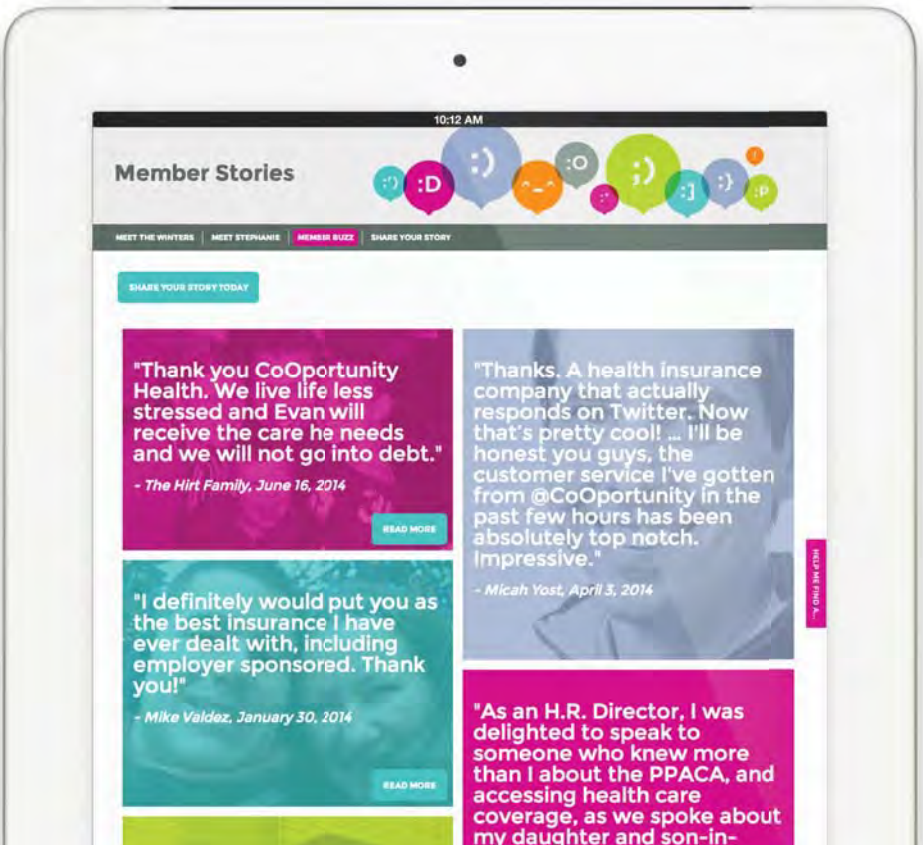 10:12 AM
Member Stories
:')
:D
:)
^_^
:O
:*
;)
:]
:}
!
:P
MEET THE WINTERS
MEET STEPHANIE
MEMBER BUZZ
SHARE YOUR STORY
SHARE YOUR STORY TODAY
"Thank you CoOportunity
Health. We live life less
stressed and Evan will
receive the care he needs
and we will not go into debt."
- The Hirt Family, June 16, 2014
READ MORE
"I definitely would put you as
the best insurance I have
ever dealt with, including
employer sponsored. Thank
you!"
- Mike Valdez, January 30, 2014
READ MORE
"Thanks. A health insurance
company that actually
responds on Twitter. Now
that's pretty cool! ... I'll be
honest you guys, the
customer service I've gotten
from @CoOportunity in the
past few hours has been
absolutely top notch.
Impressive."
- Micah Yost, April 3, 2014
"As an H.R. Director, I was
delighted to speak to
someone who knew more
than I about the PPACA, and
accessing health care
coverage, as we spoke about
my daughter and son-in-
HELP ME FIND A...